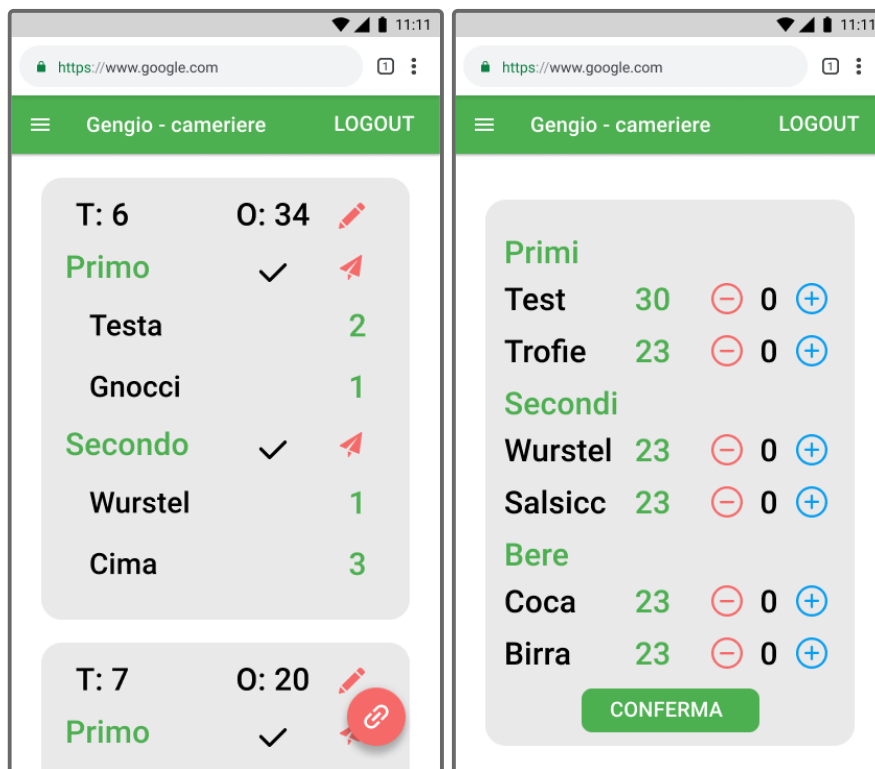 11:11
https://www.google.com
1
Gengio - cameriere LOGOUT
T: 6 O: 34
Primo
Testa 2
Gnocci 1
Secondo
Wurstel 1
Cima 3
T: 7 O: 20
Primo
11:11
https://www.google.com
1
Gengio - cameriere LOGOUT
Primi
Test 30 0
Trofie 23 0
Secondi
Wurstel 23 0
Salsicc 23 0
Bere
Coca 23 0
Birra 23 0
CONFERMA